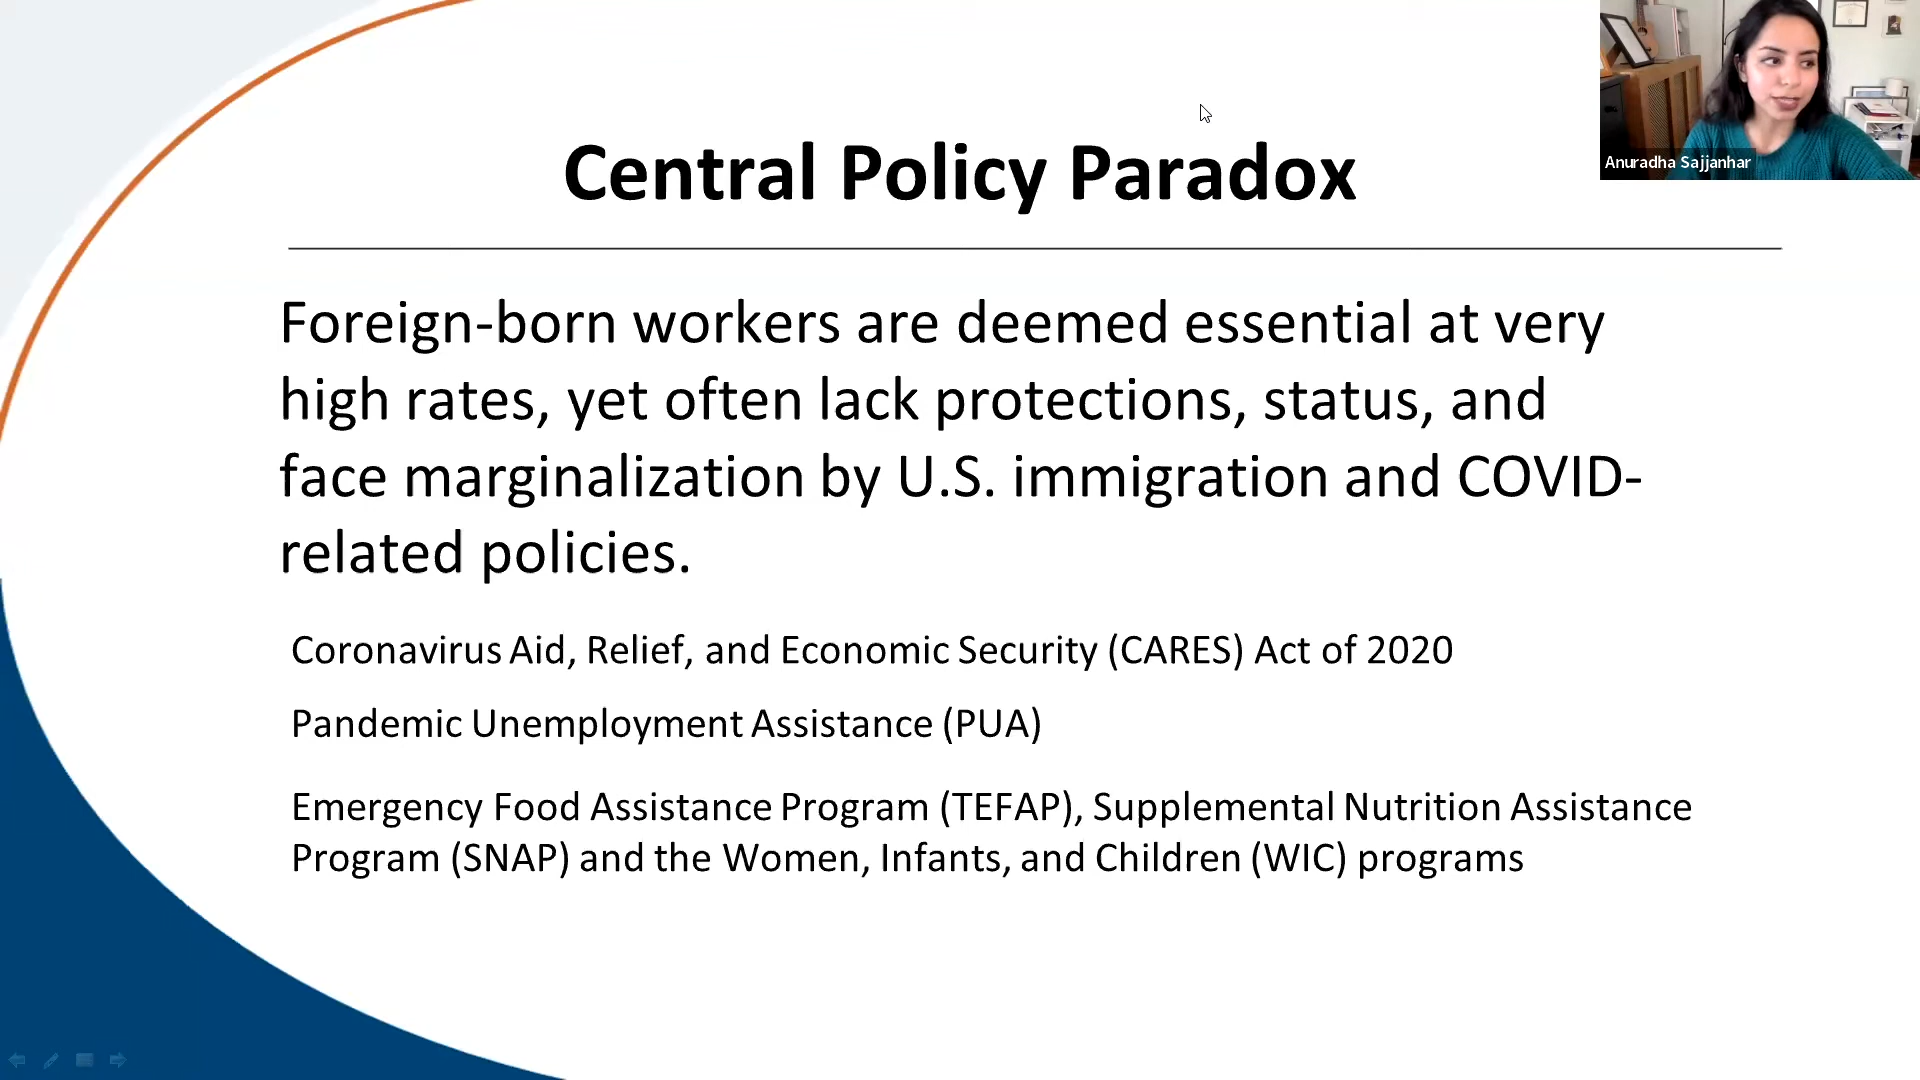 Central Policy Paradox
Anuradha Sajjanhar
Foreign-born workers are deemed essential at very
high rates, yet often lack protections, status, and
face marginalization by U.S. immigration and COVID-
related policies.
Coronavirus Aid, Relief, and Economic Security (CARES) Act of 2020
Pandemic Unemployment Assistance (PUA)
Emergency Food Assistance Program (TEFAP), Supplemental Nutrition Assistance
Program (SNAP) and the Women, Infants, and Children (WIC) programs